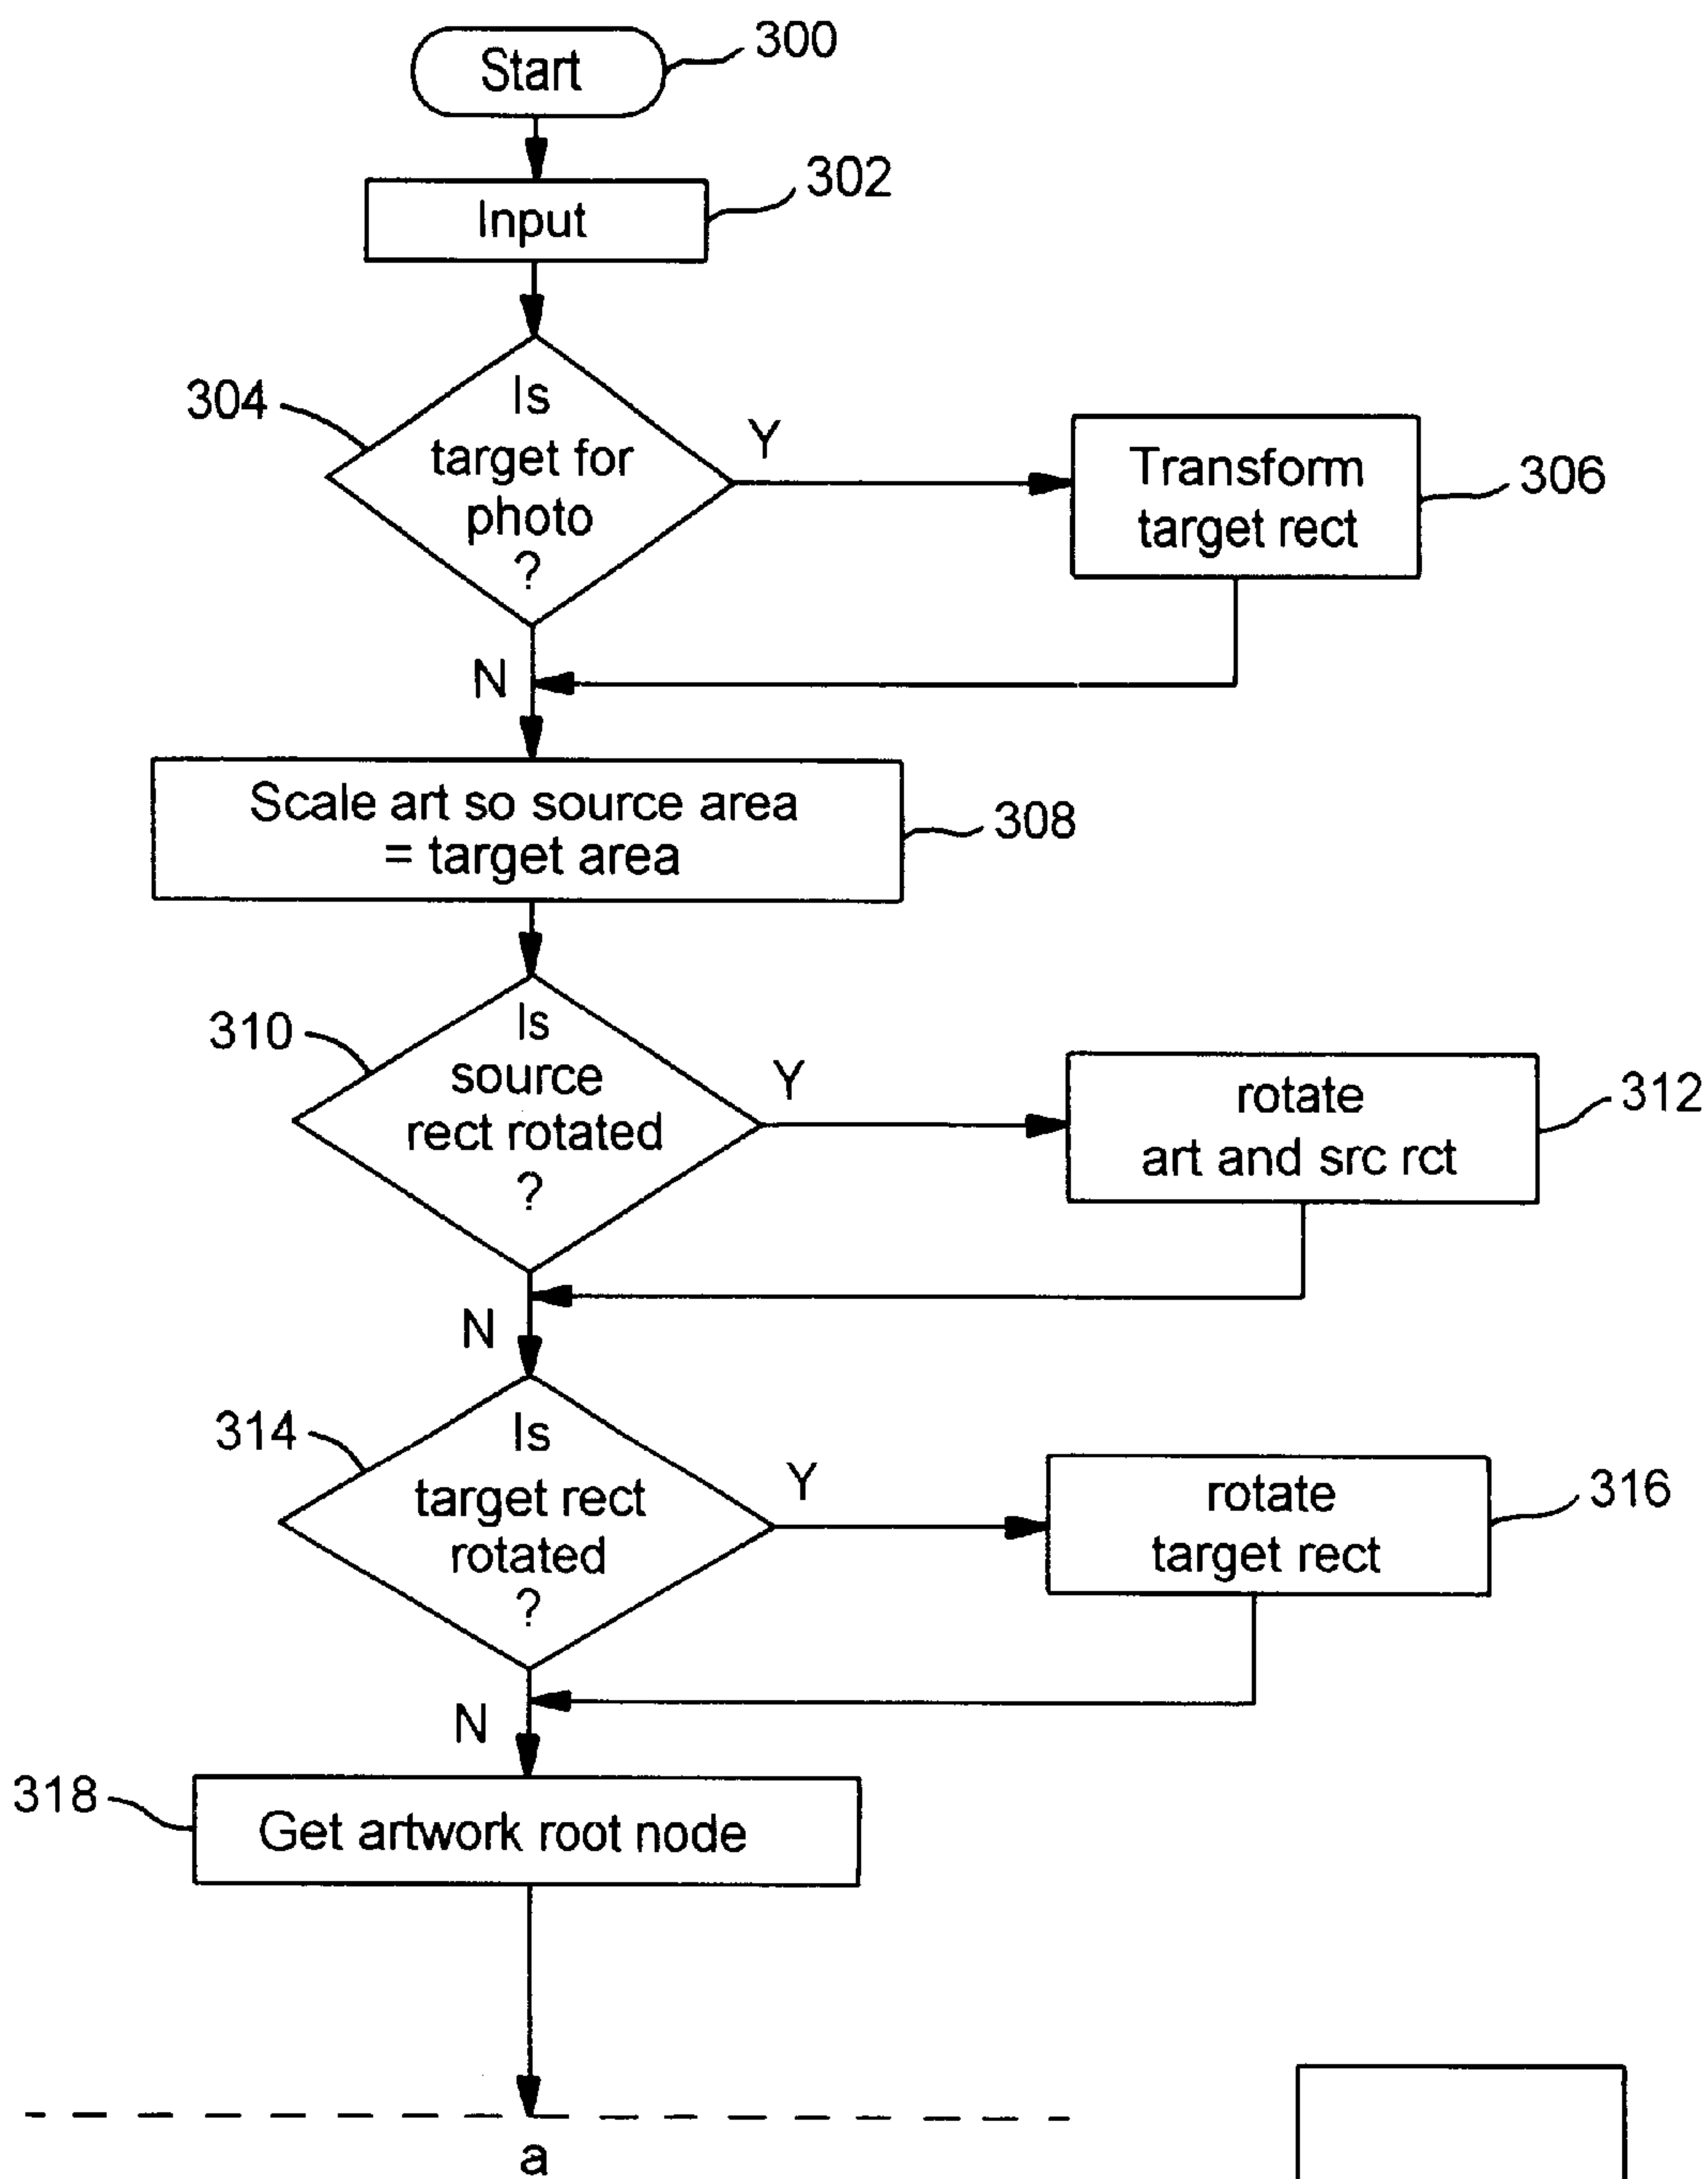 Start
300
Input
302
304
Is
target for
photo
?
Y
Transform
target rect
306
N
Scale art so source area
= target area
308
310
Is
source
rect rotated
?
Y
rotate
art and src rct
312
N
314
Is
target rect
rotated
?
Y
rotate
target rect
316
N
318
Get artwork root node
a